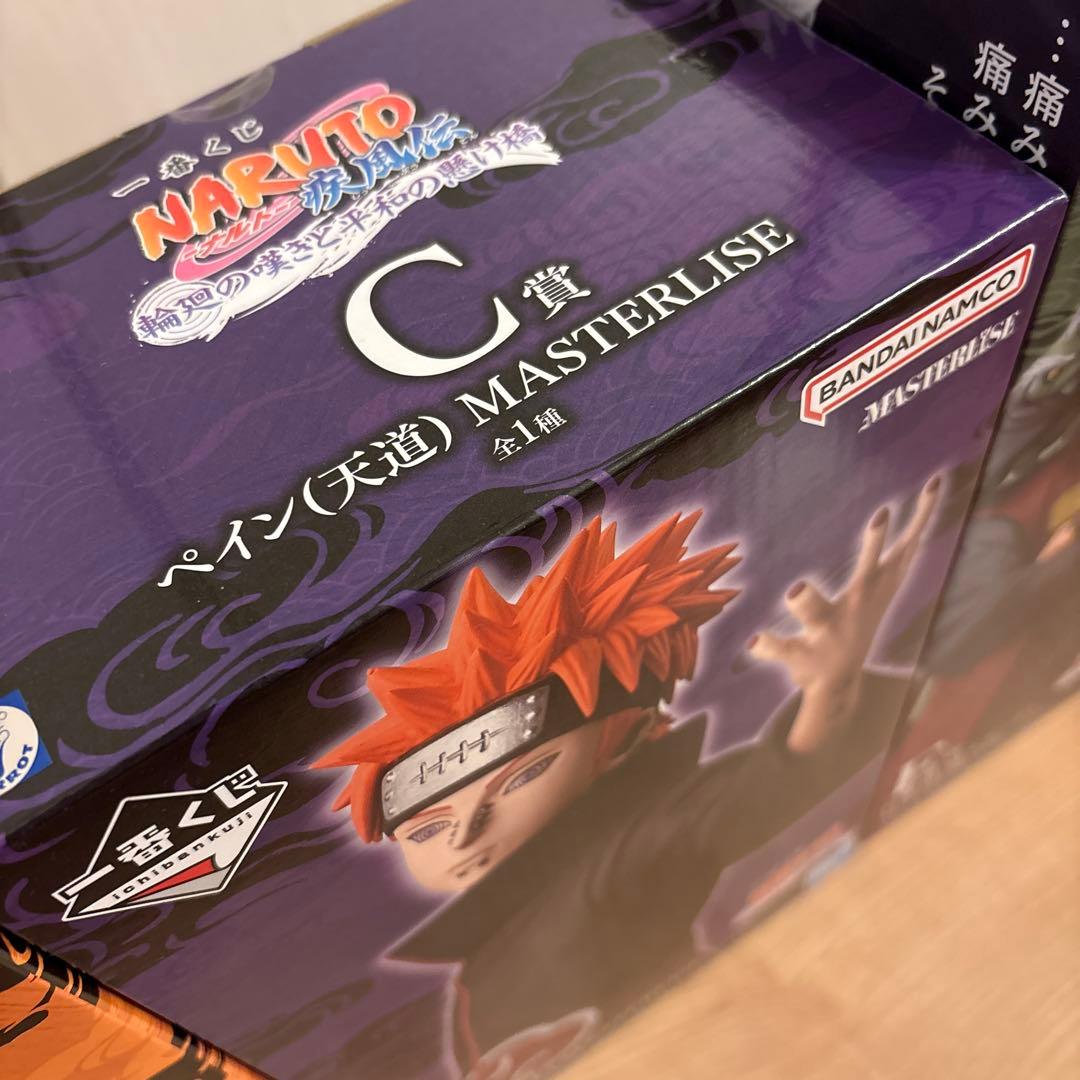 一番くじ
NARUTO
ナルト
疾風伝
輪廻の嘆きと平和の懸け橋
C賞
ペイン(天道) MASTERLISE
全1種
BANDAI NAMCO
MASTERLISE
一番くじ
ichibankuji
…痛み
痛み
そ